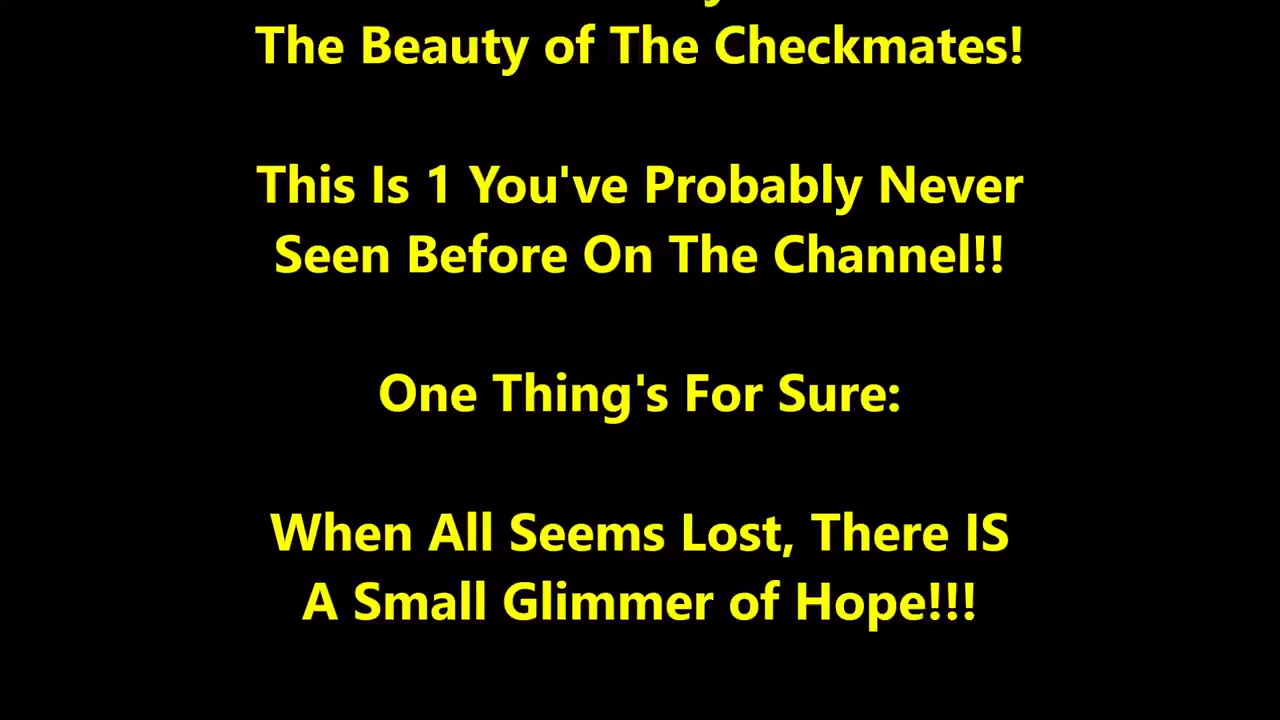 The Beauty of The Checkmates!
This Is 1 You've Probably Never
Seen Before On The Channel!!
One Thing's For Sure:
When All Seems Lost, There IS
A Small Glimmer of Hope!!!